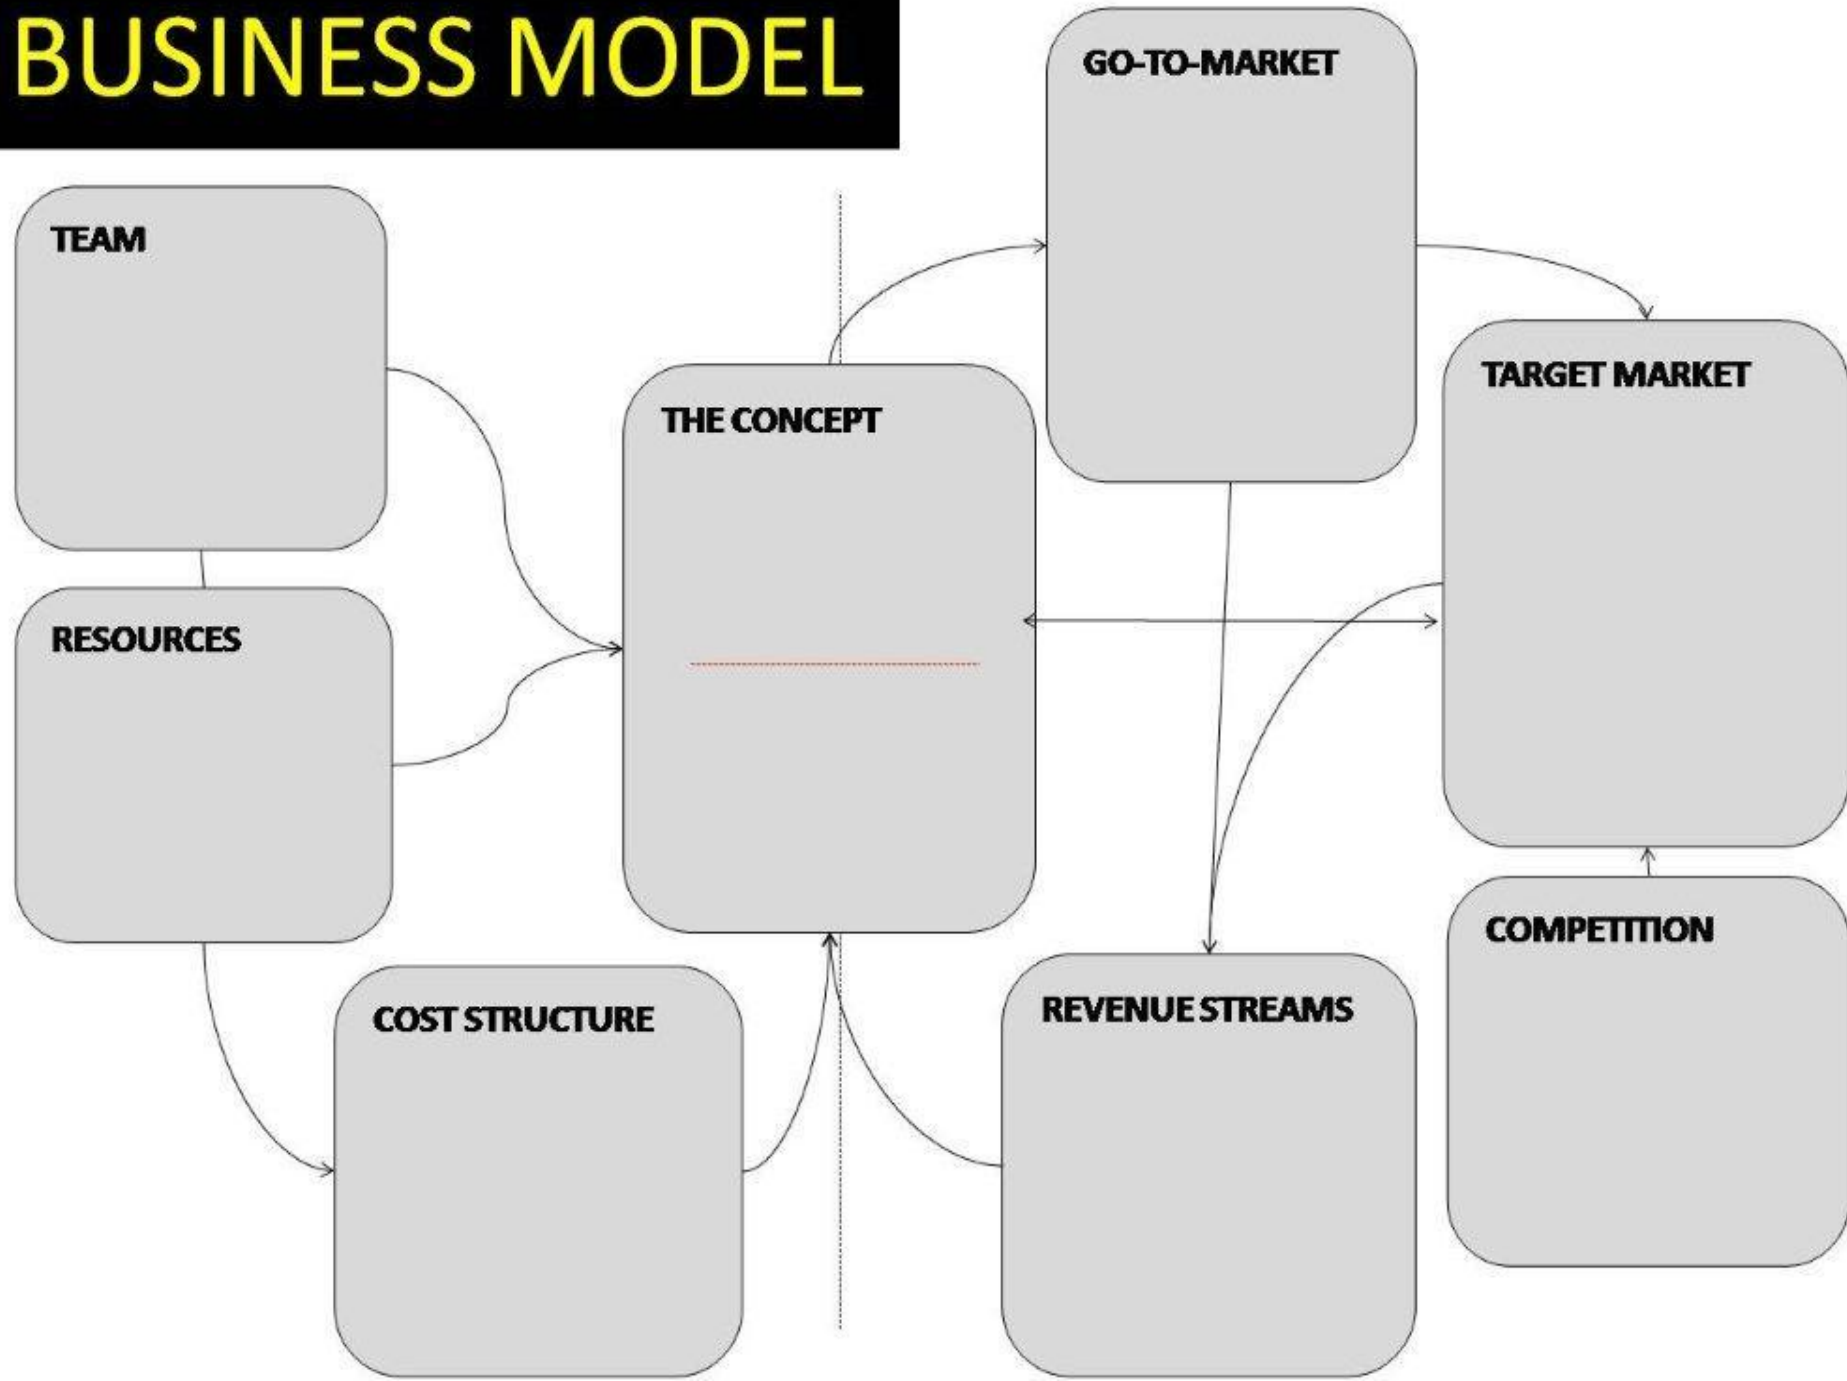 BUSINESS MODEL
GO-TO-MARKET
TEAM
TARGET MARKET
THE CONCEPT
RESOURCES
COMPETITION
REVENUE STREAMS
COST STRUCTURE